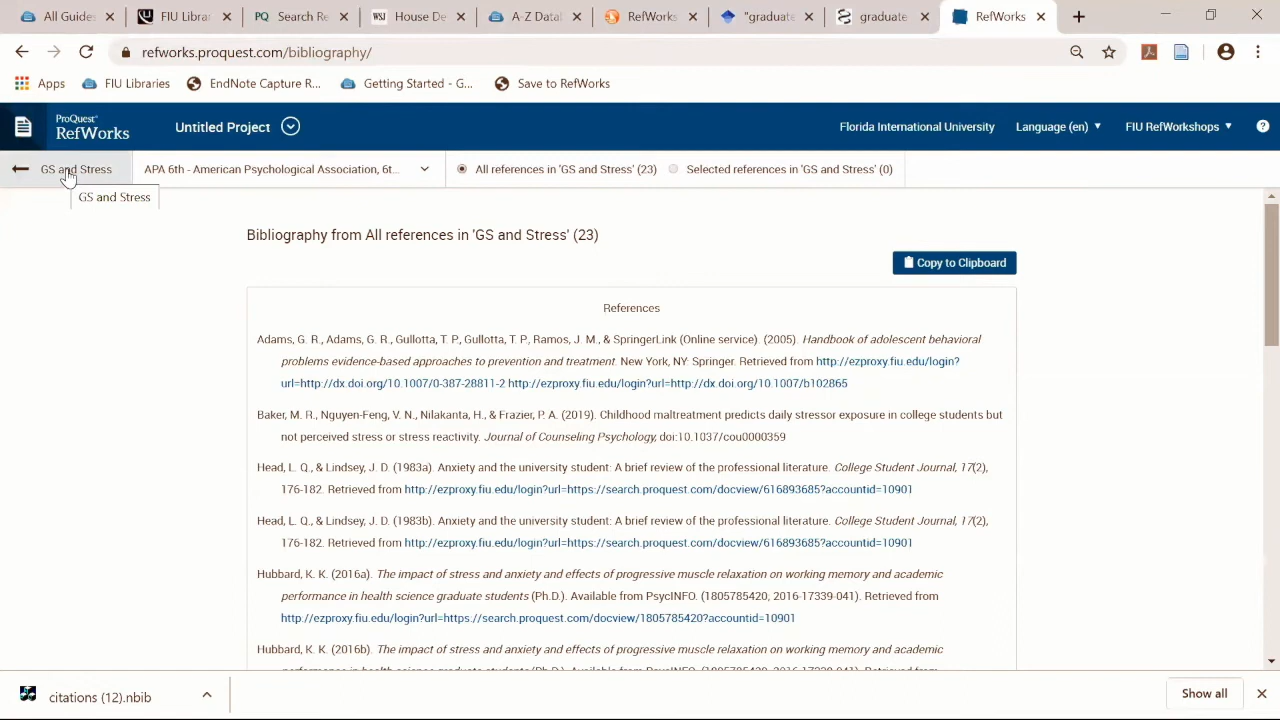 All Guide:
FIU Librar
Search Re
House De
A-Z Datal
RefWorks
"graduate
graduate
RefWorks
refworks.proquest.com/bibliography/
Apps
FIU Libraries
EndNote Capture R...
Getting Started - G...
Save to RefWorks
ProQuest®
RefWorks
Untitled Project
Florida International University
Language (en)
FIU RefWorkshops
GS and Stress
APA 6th - American Psychological Association, 6t...
All references in 'GS and Stress' (23)
Selected references in 'GS and Stress' (0)
GS and Stress
Bibliography from All references in 'GS and Stress' (23)
Copy to Clipboard
References
Adams, G. R., Adams, G. R., Gullotta, T. P., Gullotta, T. P., Ramos, J. M., & SpringerLink (Online service). (2005). Handbook of adolescent behavioral
problems evidence-based approaches to prevention and treatment. New York, NY: Springer. Retrieved from http://ezproxy.fiu.edu/login?
url=http://dx.doi.org/10.1007/0-387-28811-2 http://ezproxy.fiu.edu/login?url=http://dx.doi.org/10.1007/b102865
Baker, M. R., Nguyen-Feng, V. N., Nilakanta, H., & Frazier, P. A. (2019). Childhood maltreatment predicts daily stressor exposure in college students but
not perceived stress or stress reactivity. Journal of Counseling Psychology, doi:10.1037/cou0000359
Head, L. Q., & Lindsey, J. D. (1983a). Anxiety and the university student: A brief review of the professional literature. College Student Journal, 17(2),
176-182. Retrieved from http://ezproxy.fiu.edu/login?url=https://search.proquest.com/docview/616893685?accountid=10901
Head, L. Q., & Lindsey, J. D. (1983b). Anxiety and the university student: A brief review of the professional literature. College Student Journal, 17(2),
176-182. Retrieved from http://ezproxy.fiu.edu/login?url=https://search.proquest.com/docview/616893685?accountid=10901
Hubbard, K. K. (2016a). The impact of stress and anxiety and effects of progressive muscle relaxation on working memory and academic
performance in health science graduate students (Ph.D.). Available from PsycINFO. (1805785420, 2016-17339-041). Retrieved from
http://ezproxy.fiu.edu/login?url=https://search.proquest.com/docview/1805785420?accountid=10901
Hubbard, K. K. (2016b). The impact of stress and anxiety and effects of progressive muscle relaxation on working memory and academic
performance in health science graduate students (Ph.D.). Available from PsycINFO. (1805785420, 2016-17339-041). Retrieved from
citations (12).nbib
Show all